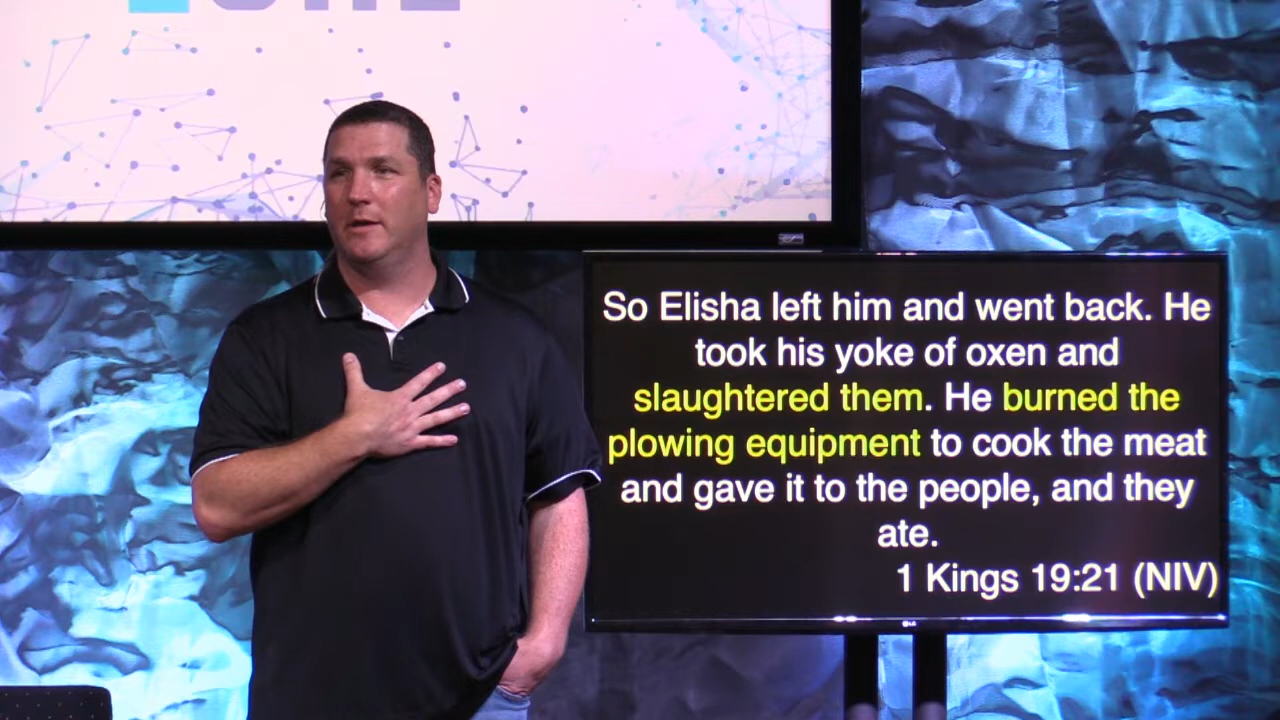 So Elisha left him and went back. He
took his yoke of oxen and
slaughtered them. He burned the
plowing equipment to cook the meat
and gave it to the people, and they
ate.
1 Kings 19:21 (NIV)
LG